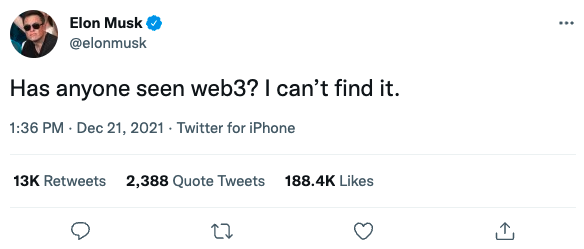 Elon Musk
@elonmusk
Has anyone seen web3? I can’t find it.
1:36 PM · Dec 21, 2021 · Twitter for iPhone
13K Retweets 2,388 Quote Tweets 188.4K Likes